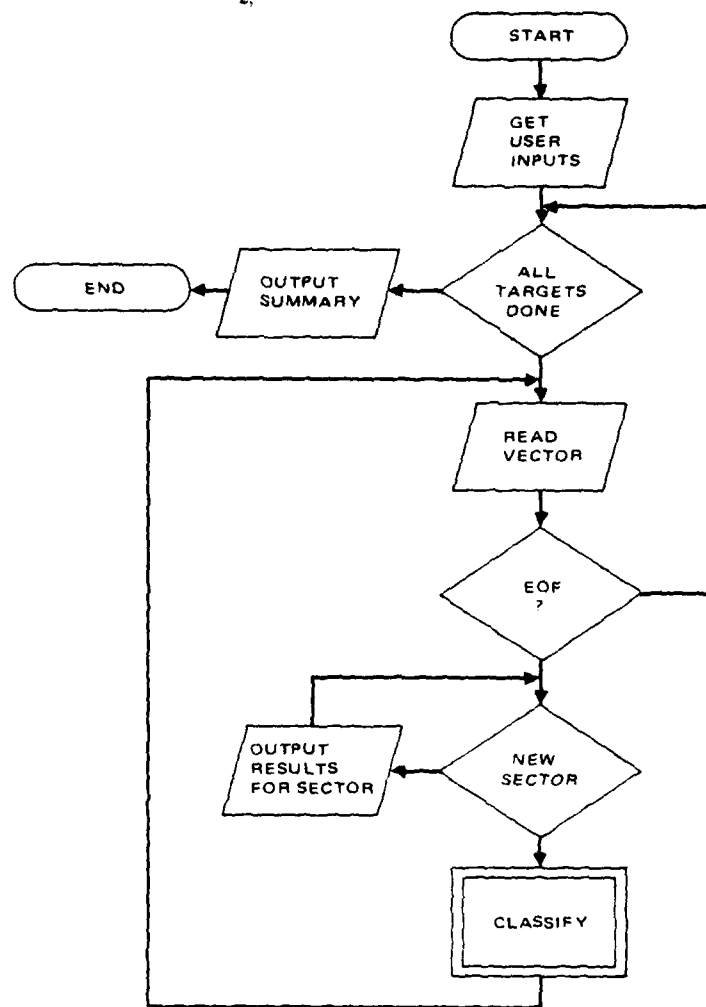 2,
START
GET
USER
INPUTS
ALL
TARGETS
DONE
OUTPUT
SUMMARY
END
READ
VECTOR
EOF
?
NEW
SECTOR
OUTPUT
RESULTS
FOR SECTOR
CLASSIFY